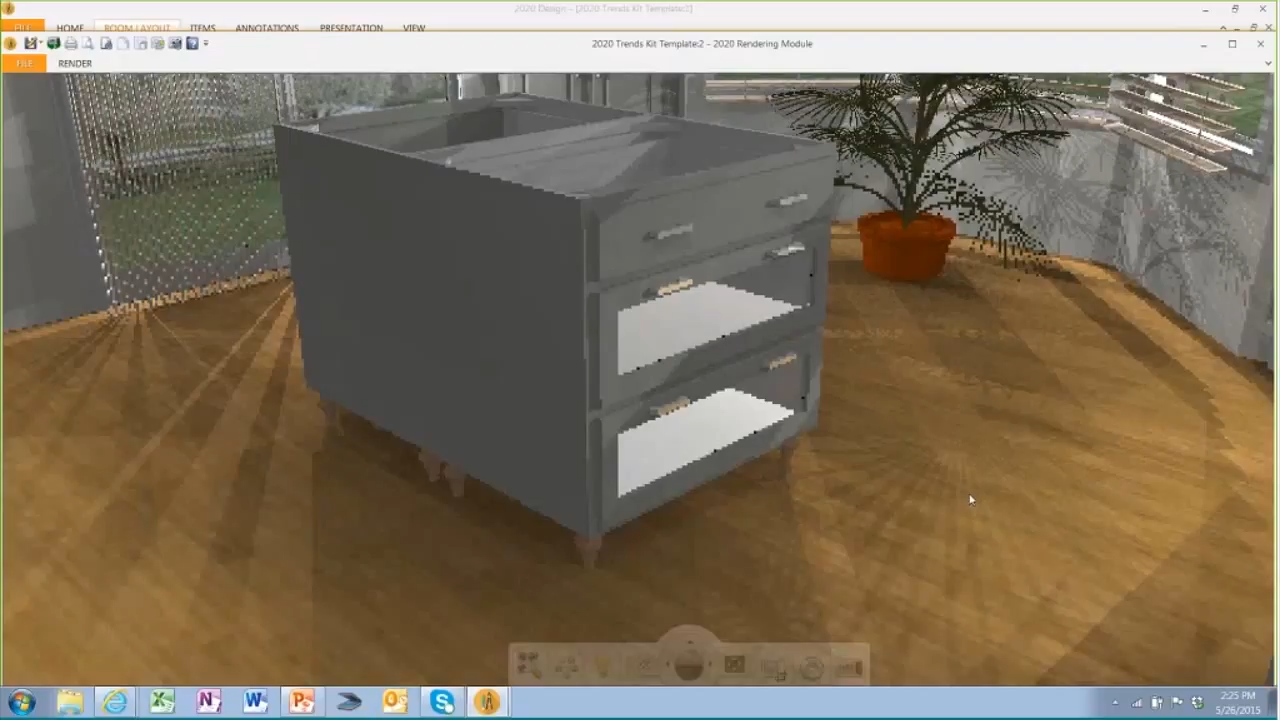 2020 Design - [2020 Trends Kit Template:2]
FILE HOME ROOM LAYOUT ITEMS ANNOTATIONS PRESENTATION VIEW
2020 Trends Kit Template:2 - 2020 Rendering Module
FILE RENDER
2:25 PM
5/26/2015